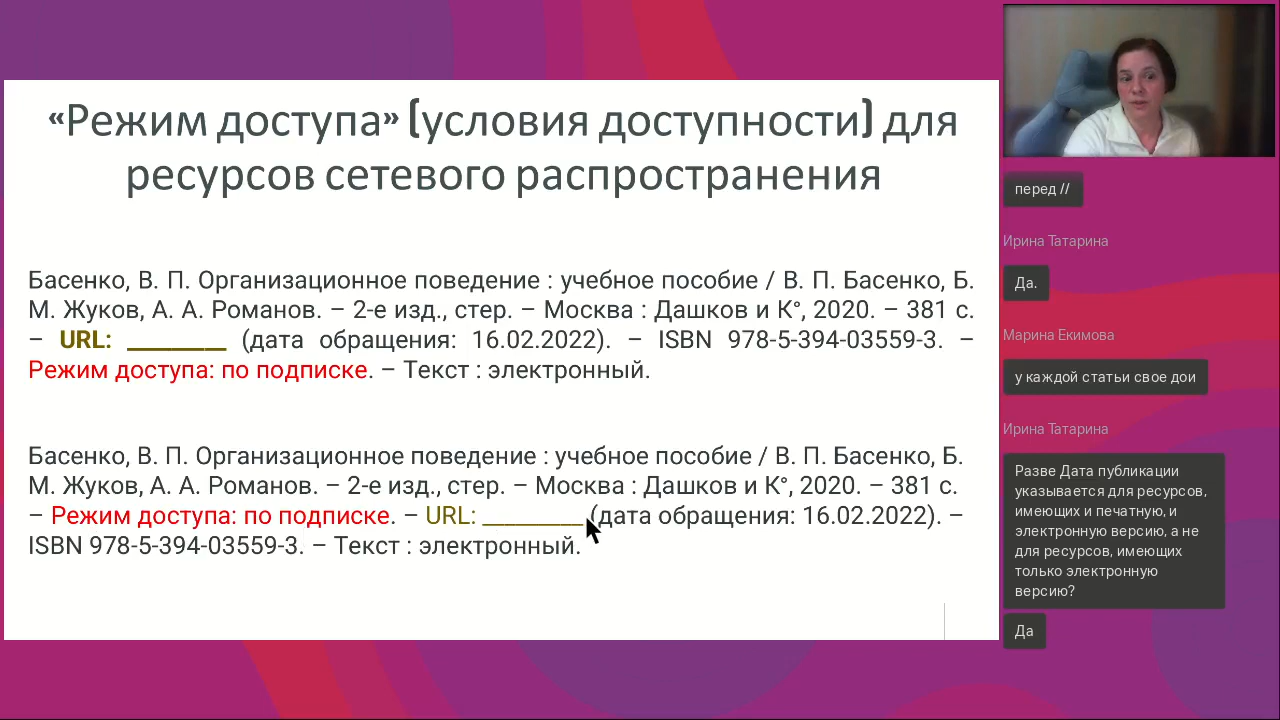 «Режим доступа» (условия доступности) для
ресурсов сетевого распространения
Басенко, В. П. Организационное поведение : учебное пособие / В. П. Басенко, Б.
М. Жуков, А. А. Романов. – 2-е изд., стер. – Москва : Дашков и К°, 2020. – 381 с.
– URL: _________ (дата обращения: 16.02.2022). – ISBN 978-5-394-03559-3. –
Режим доступа: по подписке. – Текст : электронный.
Басенко, В. П. Организационное поведение : учебное пособие / В. П. Басенко, Б.
М. Жуков, А. А. Романов. – 2-е изд., стер. – Москва : Дашков и К°, 2020. – 381 с.
– Режим доступа: по подписке. – URL: _________ (дата обращения: 16.02.2022). –
ISBN 978-5-394-03559-3. – Текст : электронный.
перед //
Ирина Татарина
Да.
Марина Екимова
у каждой статьи свое дои
Ирина Татарина
Разве Дата публикации
указывается для ресурсов,
имеющих и печатную, и
электронную версию, а не
для ресурсов, имеющих
только электронную
версию?
Да